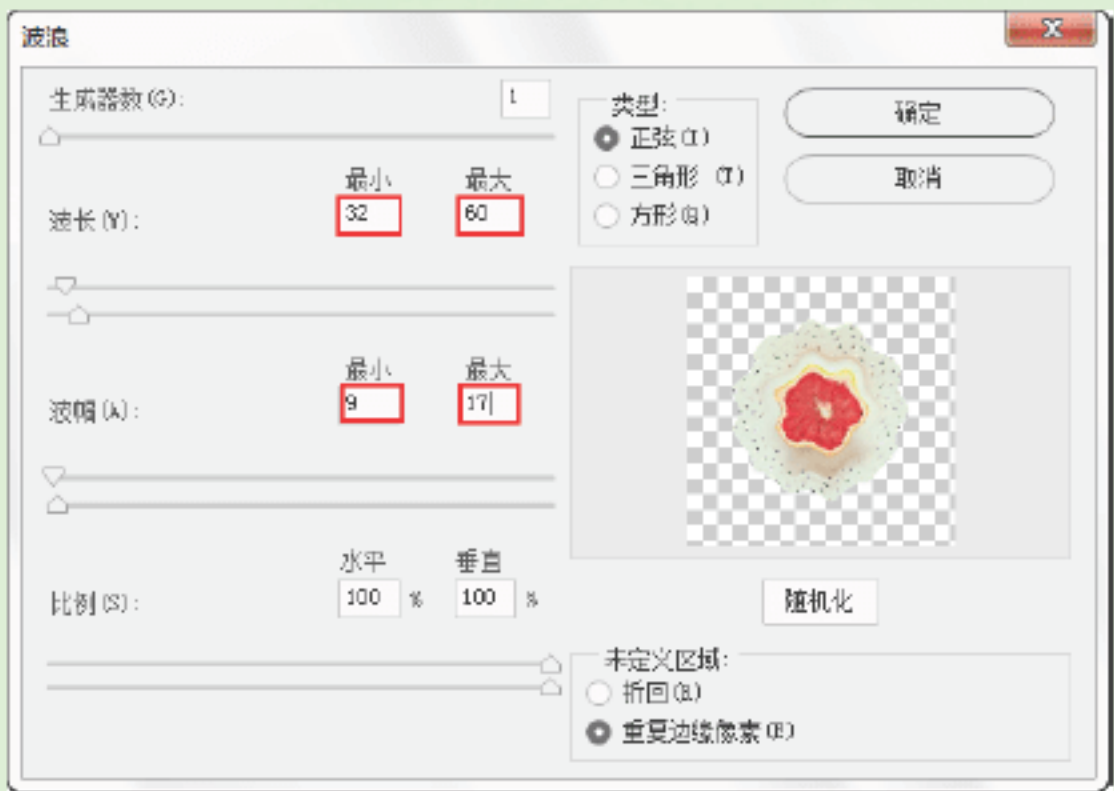 波浪
生成器数(G):
1
最小 最大
波长(W):
32 60
最小 最大
波幅(A):
9 17
水平 垂直
比例(S):
100 % 100 %
类型:
正弦(I)
三角形 (T)
方形(Q)
确定
取消
随机化
未定义区域:
折回(R)
重复边缘像素(E)